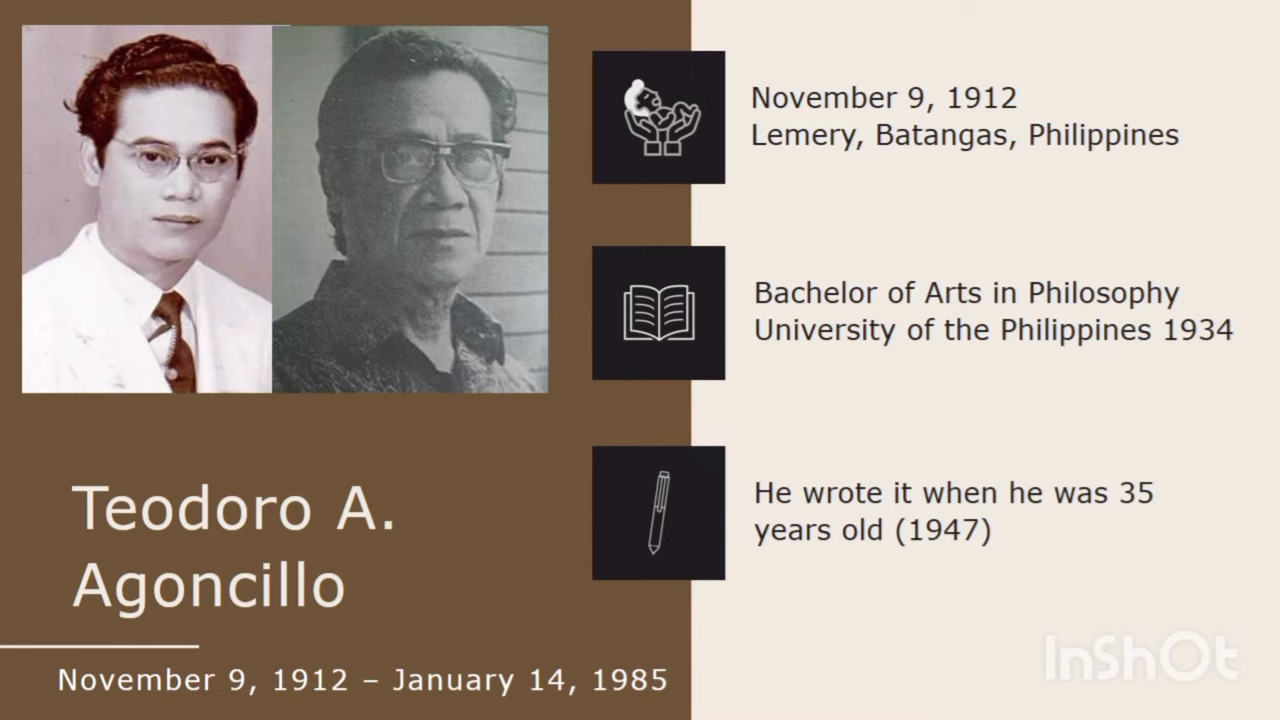 Teodoro A.
Agoncillo
November 9, 1912 – January 14, 1985
November 9, 1912
Lemery, Batangas, Philippines
Bachelor of Arts in Philosophy
University of the Philippines 1934
He wrote it when he was 35
years old (1947)
InShOt